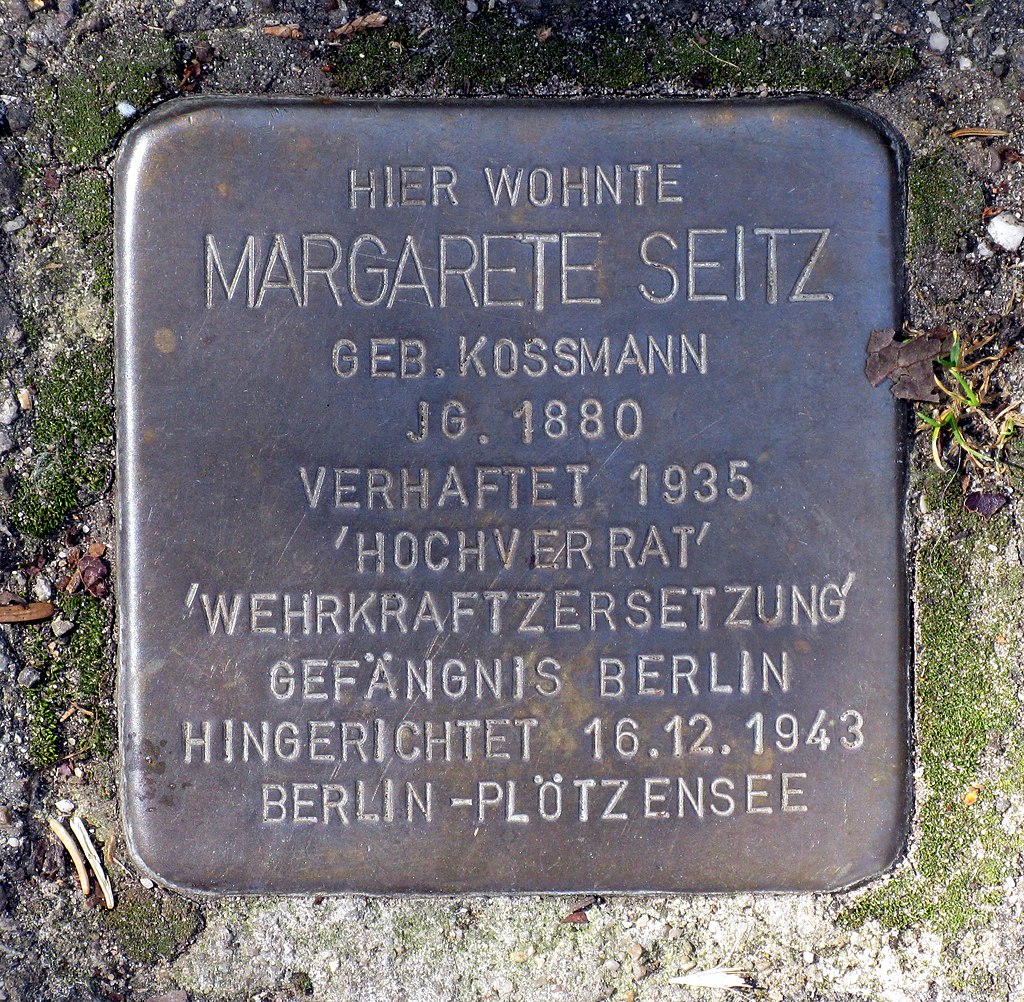 HIER WOHNTE
MARGARETE SEITZ
GEB. KOSSMANN
JG. 1880
VERHAFTET 1935
'HOCHVERRAT'
'WEHRKRAFTZERSETZUNG'
GEFÄNGNIS BERLIN
HINGERICHTET 16.12.1943
BERLIN-PLÖTZENSEE